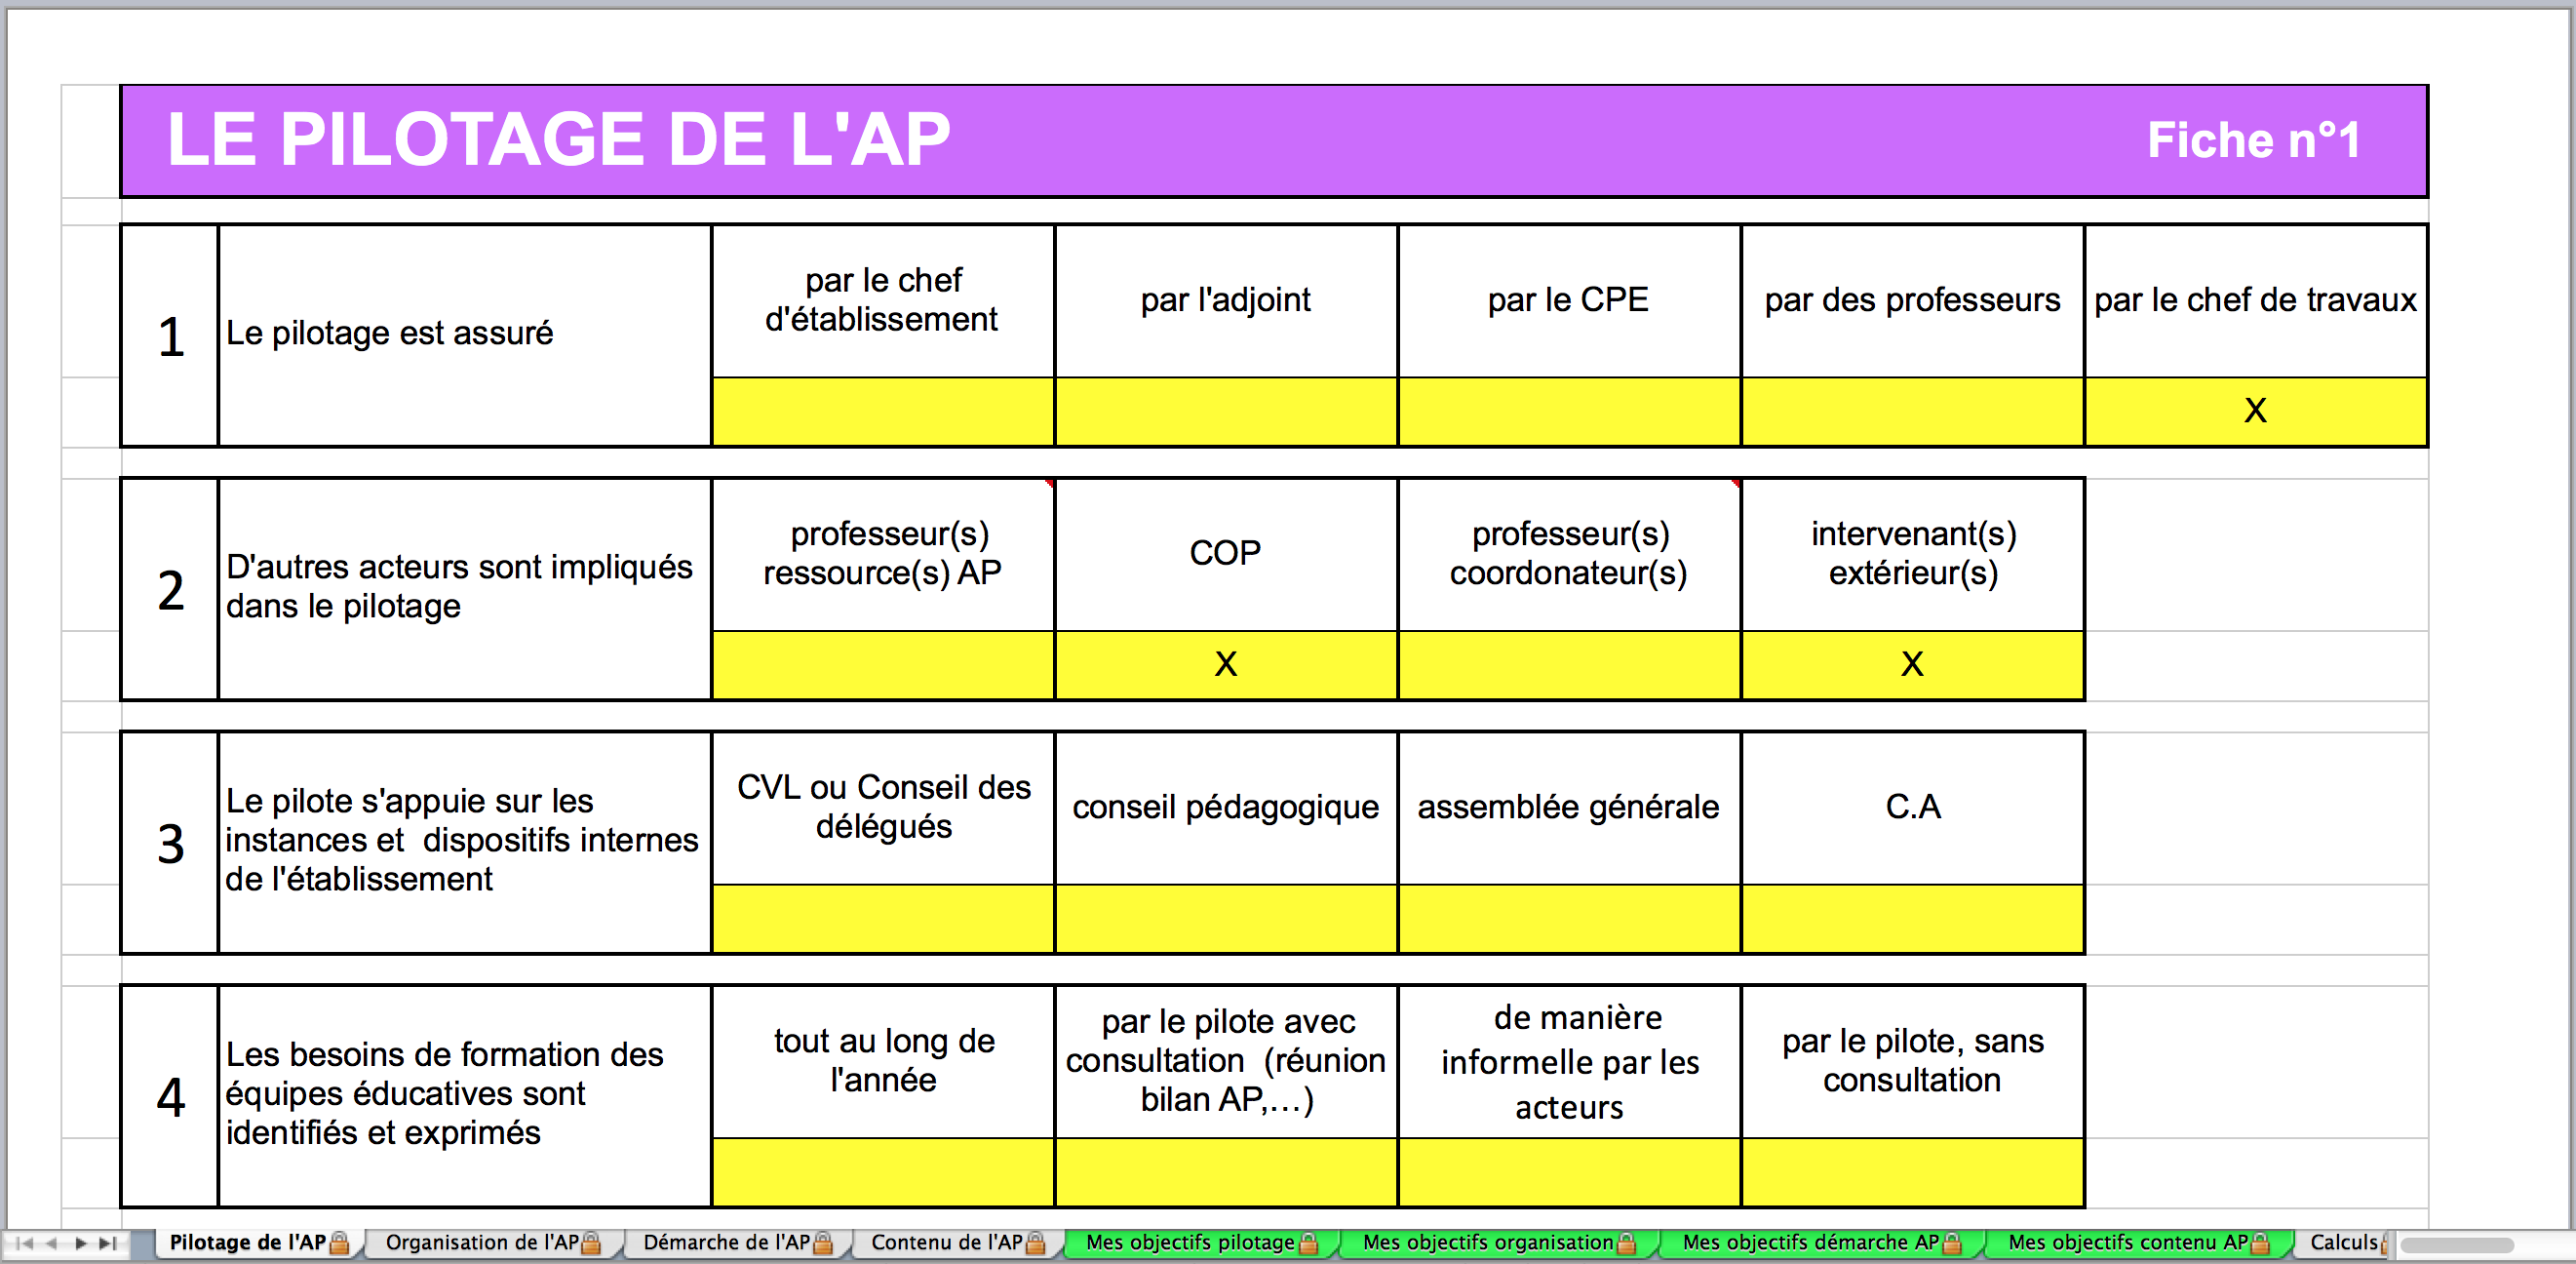 LE PILOTAGE DE L'AP
Fiche n°1
1
Le pilotage est assuré
par le chef
d'établissement
par l'adjoint
par le CPE
par des professeurs
par le chef de travaux
X
2
D'autres acteurs sont impliqués
dans le pilotage
professeur(s)
ressource(s) AP
COP
professeur(s)
coordonateur(s)
intervenant(s)
extérieur(s)
X
X
3
Le pilote s'appuie sur les
instances et  dispositifs internes
de l'établissement
CVL ou Conseil des
délégués
conseil pédagogique
assemblée générale
C.A
4
Les besoins de formation des
équipes éducatives sont
identifiés et exprimés
tout au long de
l'année
par le pilote avec
consultation  (réunion
bilan AP,...)
de manière
informelle par les
acteurs
par le pilote, sans
consultation
Pilotage de l'AP
Organisation de l'AP
Démarche de l'AP
Contenu de l'AP
Mes objectifs pilotage
Mes objectifs organisation
Mes objectifs démarche AP
Mes objectifs contenu AP
Calculs